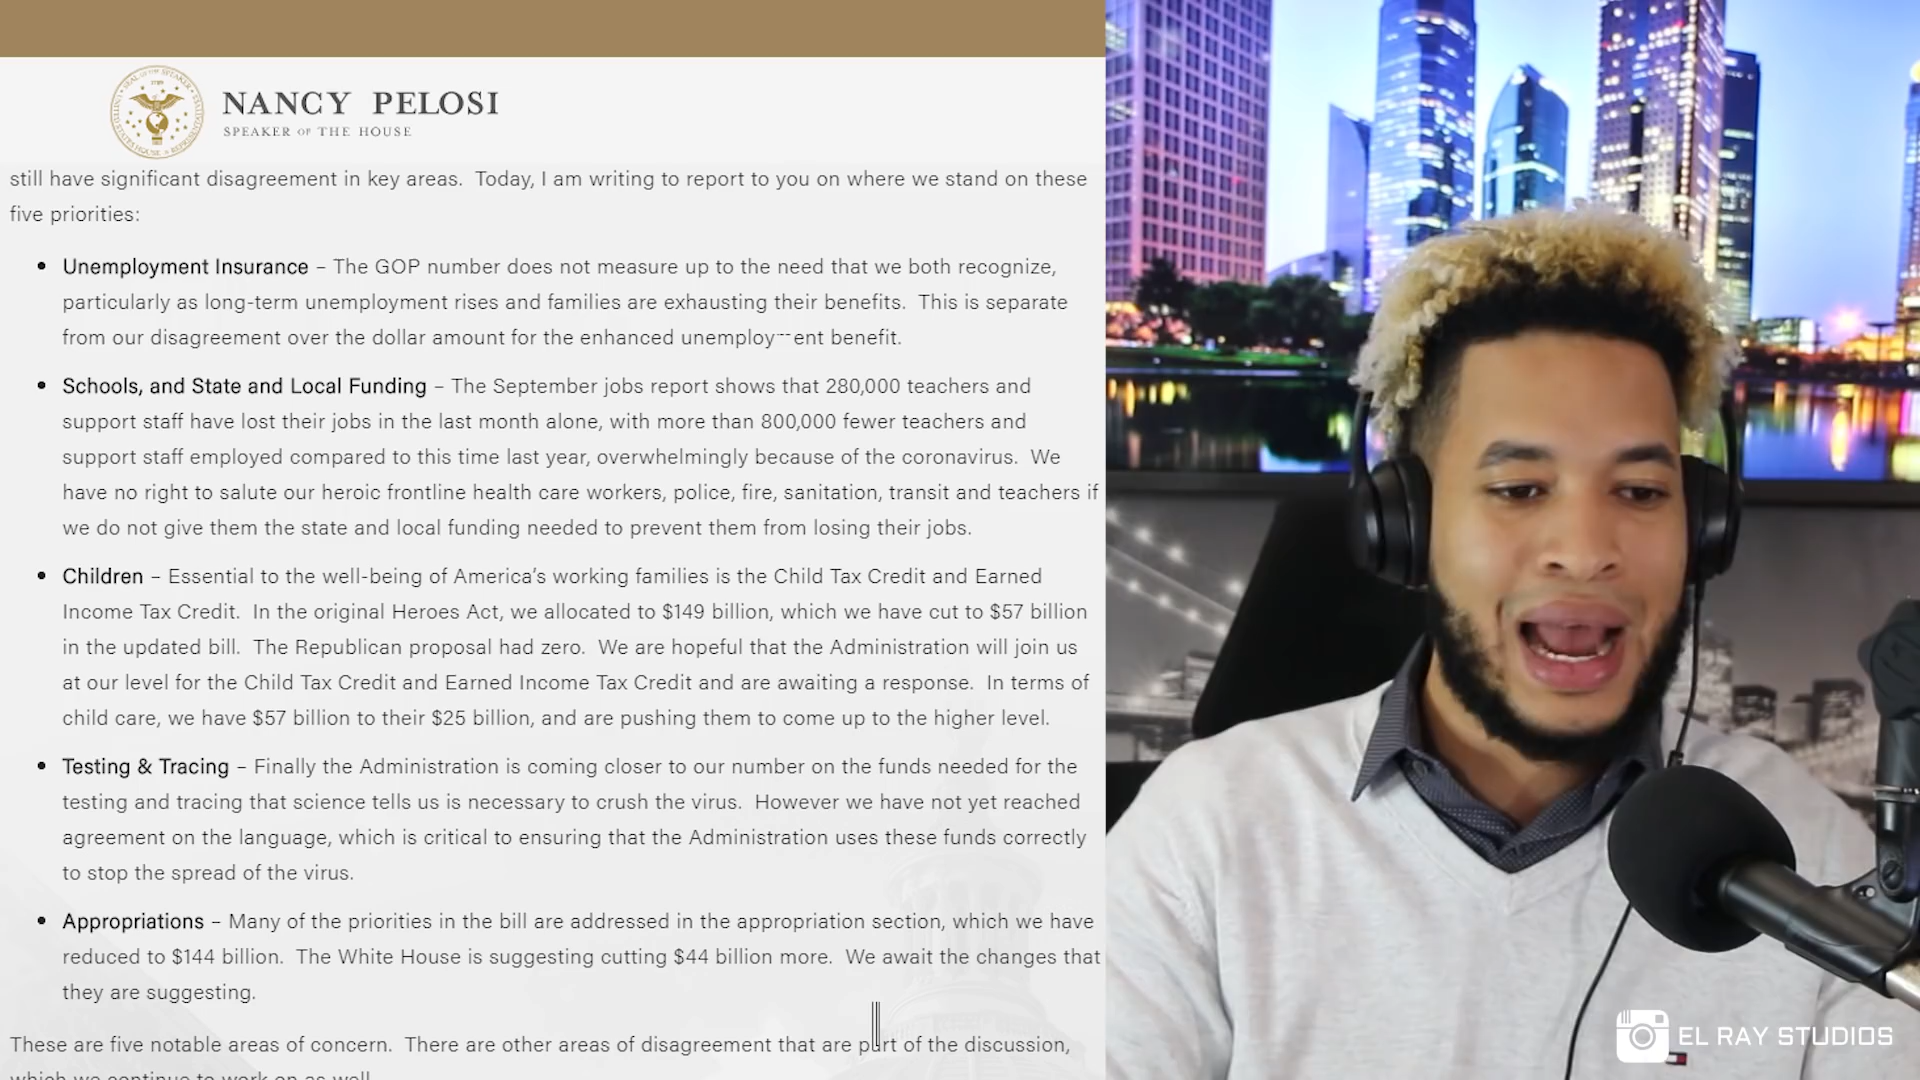 NANCY PELOSI
SPEAKER OF THE HOUSE
still have significant disagreement in key areas.  Today, I am writing to report to you on where we stand on these
five priorities:
• Unemployment Insurance – The GOP number does not measure up to the need that we both recognize,
particularly as long-term unemployment rises and families are exhausting their benefits.  This is separate
from our disagreement over the dollar amount for the enhanced benefit.
• Schools, and State and Local Funding – The September jobs report shows that 280,000 teachers and
support staff have lost their jobs in the last month alone, with more than 800,000 fewer teachers and
support staff employed compared to this time last year, overwhelmingly because of the coronavirus.  We
have no right to salute our heroic frontline health care workers, police, fire, sanitation, transit and teachers if
we do not give them the state and local funding needed to prevent them from losing their jobs.
• Children – Essential to the well-being of America's working families is the Child Tax Credit and Earned
Income Tax Credit.  In the original Heroes Act, we allocated to $149 billion, which we have cut to $57 billion
in the updated bill.  The Republican proposal had zero.  We are hopeful that the Administration will join us
at our level for the Child Tax Credit and Earned Income Tax Credit and are awaiting a response.  In terms of
child care, we have $57 billion to their $25 billion, and are pushing them to come up to the higher level.
• Testing & Tracing – Finally the Administration is coming closer to our number on the funds needed for the
testing and tracing that science tells us is necessary to crush the virus.  However we have not yet reached
agreement on the language, which is critical to ensuring that the Administration uses these funds correctly
to stop the spread of the virus.
• Appropriations – Many of the priorities in the bill are addressed in the appropriation section, which we have
reduced to $144 billion.  The White House is suggesting cutting $44 billion more.  We await the changes that
they are suggesting.
These are five notable areas of concern.  There are other areas of disagreement that are part of the discussion,
which we continue to work on as well
EL RAY STUDIOS